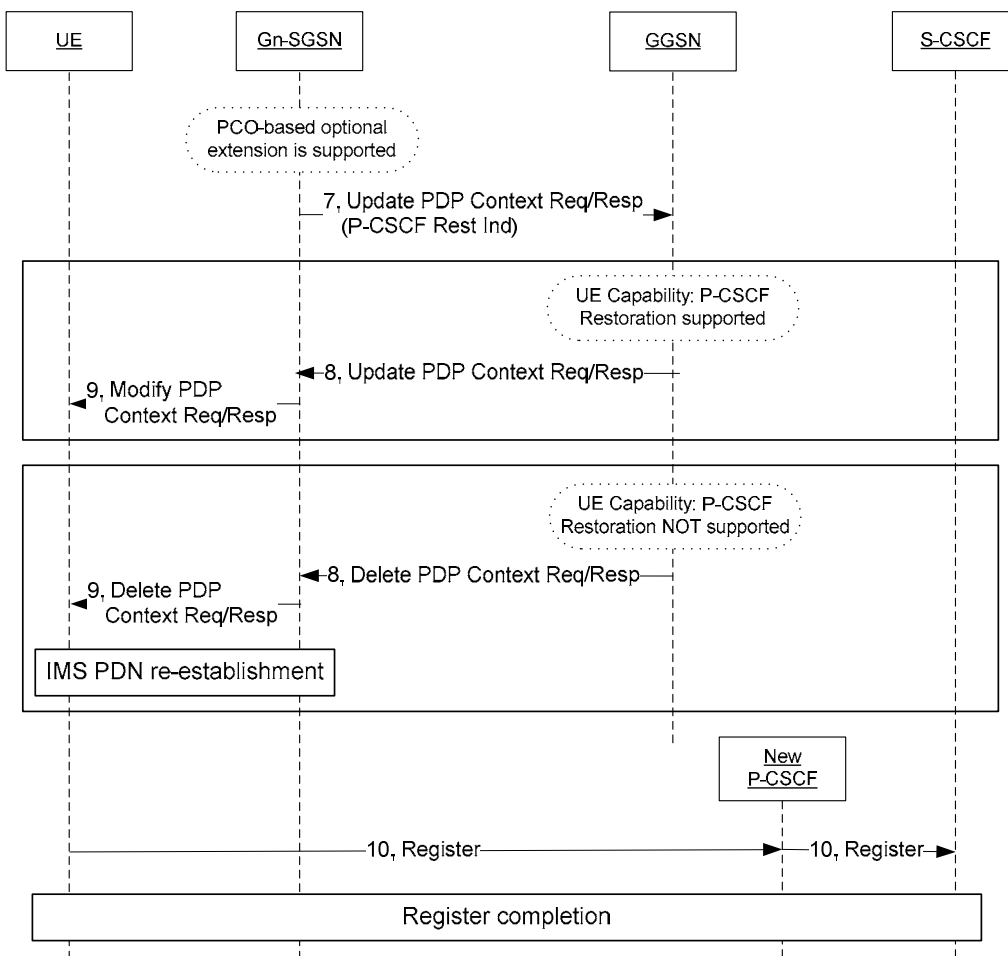 UE
Gn-SGSN
GGSN
S-CSCF
PCO-based optional
extension is supported
7, Update PDP Context Req/Resp
(P-CSCF Rest Ind)
UE Capability: P-CSCF
Restoration supported
8, Update PDP Context Req/Resp
9, Modify PDP
Context Req/Resp
UE Capability: P-CSCF
Restoration NOT supported
8, Delete PDP Context Req/Resp
9, Delete PDP
Context Req/Resp
IMS PDN re-establishment
New
P-CSCF
10, Register
10, Register
Register completion